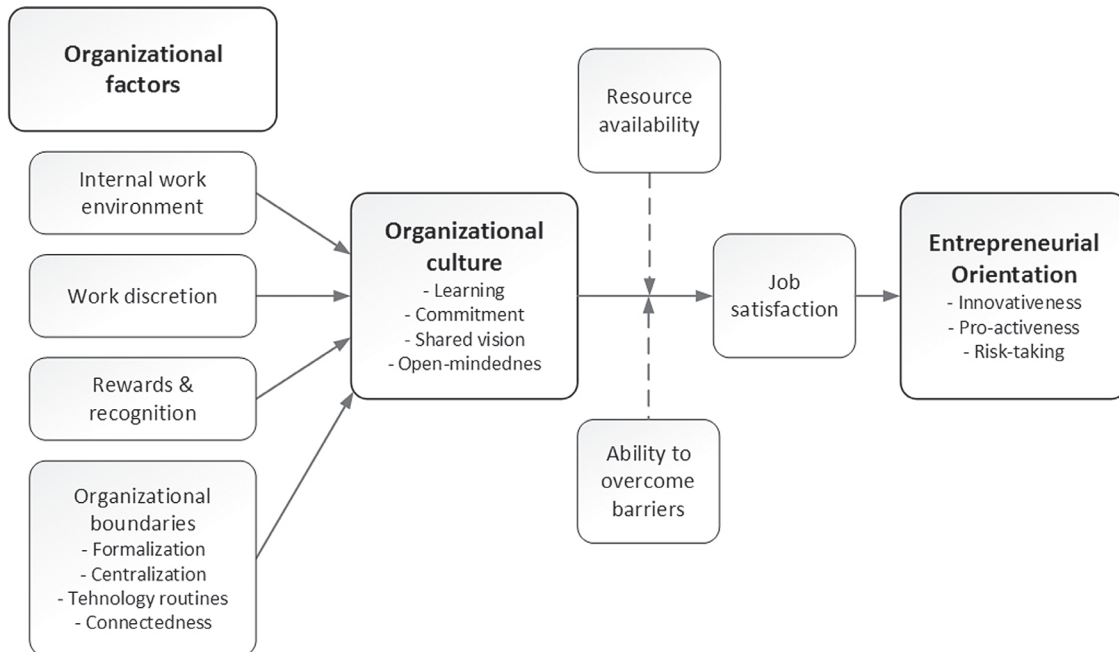 Organizational
factors
Internal work
environment
Work discretion
Rewards &
recognition
Organizational
boundaries
- Formalization
- Centralization
- Tehnology routines
- Connectedness
Organizational
culture
- Learning
- Commitment
- Shared vision
- Open-mindednes
Resource
availability
Ability to
overcome
barriers
Job
satisfaction
Entrepreneurial
Orientation
- Innovativeness
- Pro-activeness
- Risk-taking